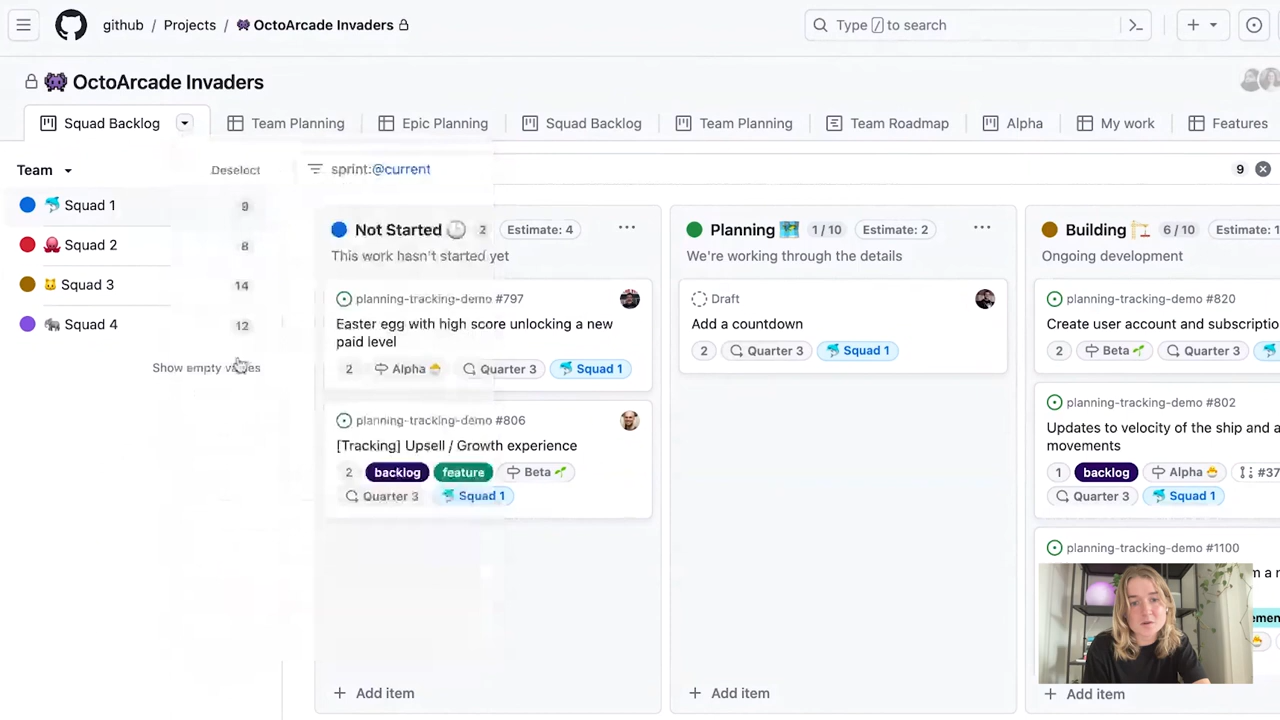 github / Projects / 👾 OctoArcade Invaders
Type / to search
👾 OctoArcade Invaders
Squad Backlog
Team Planning
Epic Planning
Squad Backlog
Team Planning
Team Roadmap
Alpha
My work
Features
Team
Deselect
sprint:@current
9
🐬 Squad 1 9
🐙 Squad 2 8
🐱 Squad 3 14
🐘 Squad 4 12
Show empty values
Not Started 2 Estimate: 4
This work hasn't started yet
planning-tracking-demo #797
Easter egg with high score unlocking a new
paid level
2 Alpha 🐣 Quarter 3 🐬 Squad 1
planning-tracking-demo #806
[Tracking] Upsell / Growth experience
2 backlog feature Beta 🌱
Quarter 3 🐬 Squad 1
Add item
Planning 🗺️ 1 / 10 Estimate: 2
We're working through the details
Draft
Add a countdown
2 Quarter 3 🐬 Squad 1
Add item
Building 🏗️ 6 / 10 Estimate: 1
Ongoing development
planning-tracking-demo #820
Create user account and subscriptio
2 Beta 🌱 Quarter 3
planning-tracking-demo #802
Updates to velocity of the ship and a
movements
1 backlog Alpha 🐣 #37
Quarter 3 🐬 Squad 1
planning-tracking-demo #1100
Add item